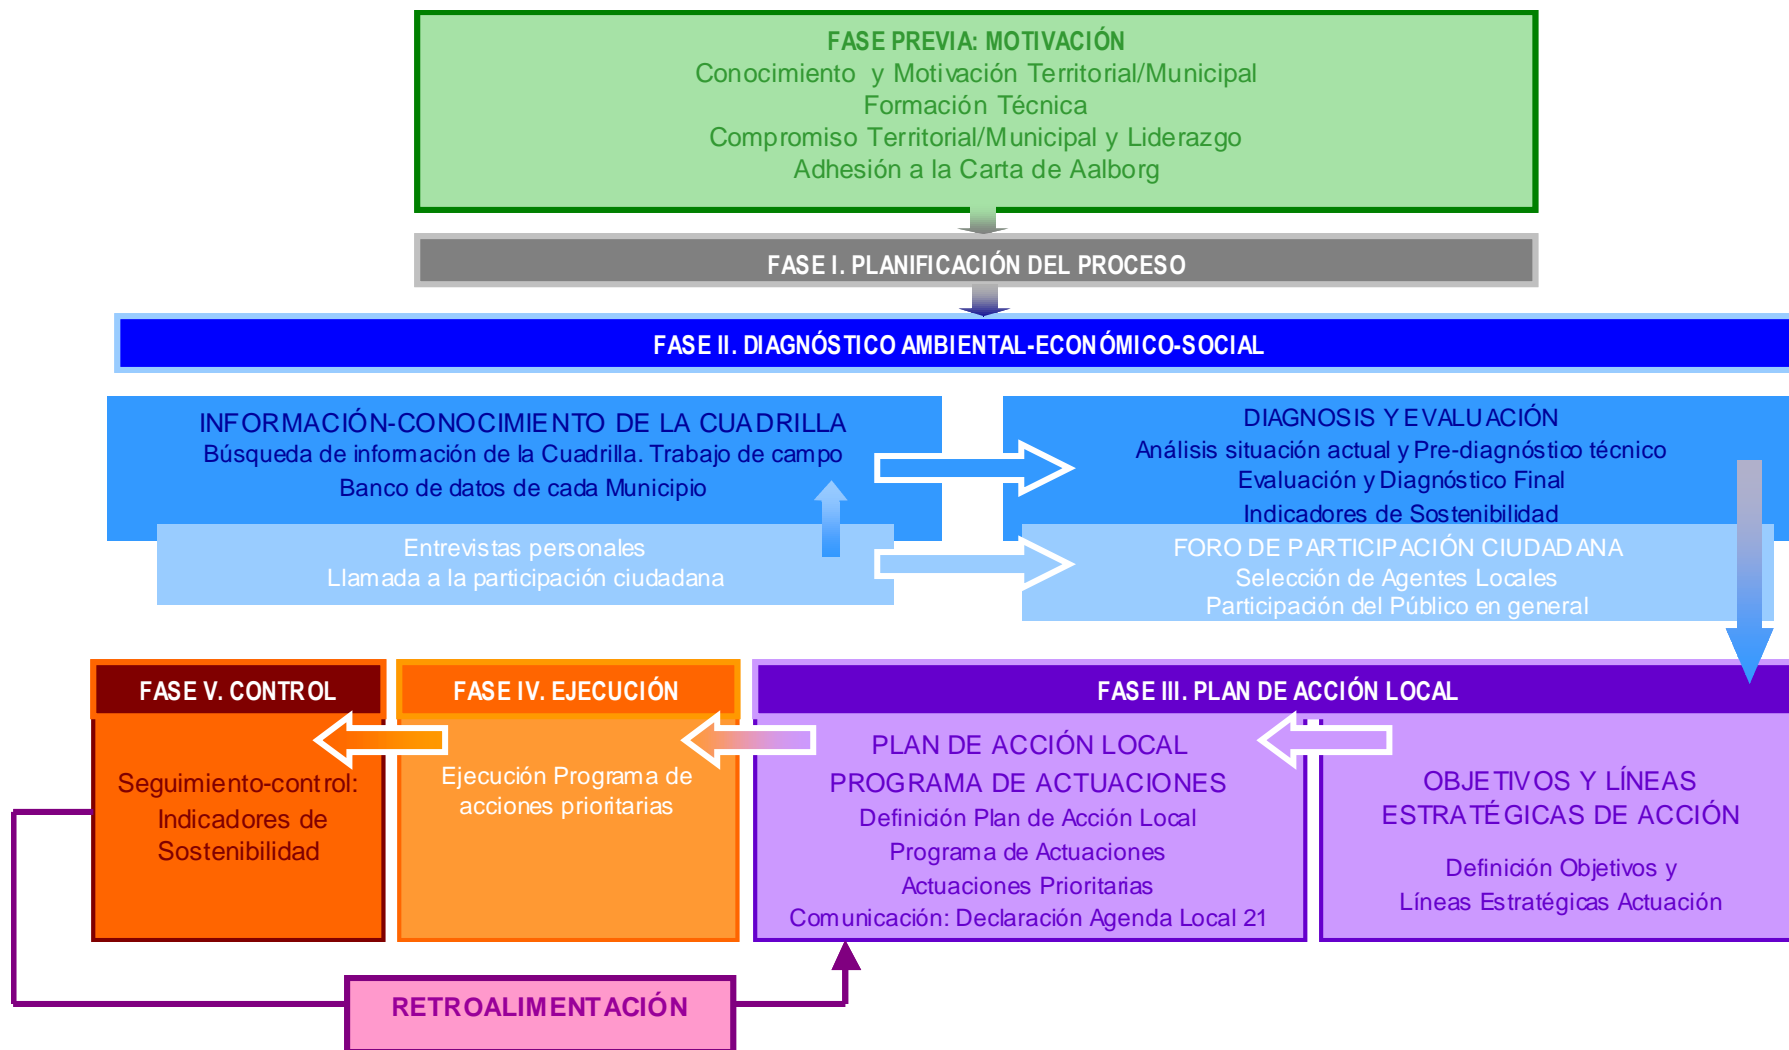 FASE PREVIA: MOTIVACIÓN
Conocimiento y Motivación Territorial/Municipal
Formación Técnica
Compromiso Territorial/Municipal y Liderazgo
Adhesión a la Carta de Aalborg
FASE I. PLANIFICACIÓN DEL PROCESO
FASE II. DIAGNÓSTICO AMBIENTAL-ECONÓMICO-SOCIAL
INFORMACIÓN-CONOCIMIENTO DE LA CUADRILLA
Búsqueda de información de la Cuadrilla. Trabajo de campo
Banco de datos de cada Municipio
Entrevistas personales
Llamada a la participación ciudadana
DIAGNOSIS Y EVALUACIÓN
Análisis situación actual y Pre-diagnóstico técnico
Evaluación y Diagnóstico Final
Indicadores de Sostenibilidad
FORO DE PARTICIPACIÓN CIUDADANA
Selección de Agentes Locales
Participación del Público en general
FASE V. CONTROL
Seguimiento-control:
Indicadores de
Sostenibilidad
FASE IV. EJECUCIÓN
Ejecución Programa de
acciones prioritarias
FASE III. PLAN DE ACCIÓN LOCAL
PLAN DE ACCIÓN LOCAL
PROGRAMA DE ACTUACIONES
Definición Plan de Acción Local
Programa de Actuaciones
Actuaciones Prioritarias
Comunicación: Declaración Agenda Local 21
OBJETIVOS Y LÍNEAS
ESTRATÉGICAS DE ACCIÓN
Definición Objetivos y
Líneas Estratégicas Actuación
RETROALIMENTACIÓN